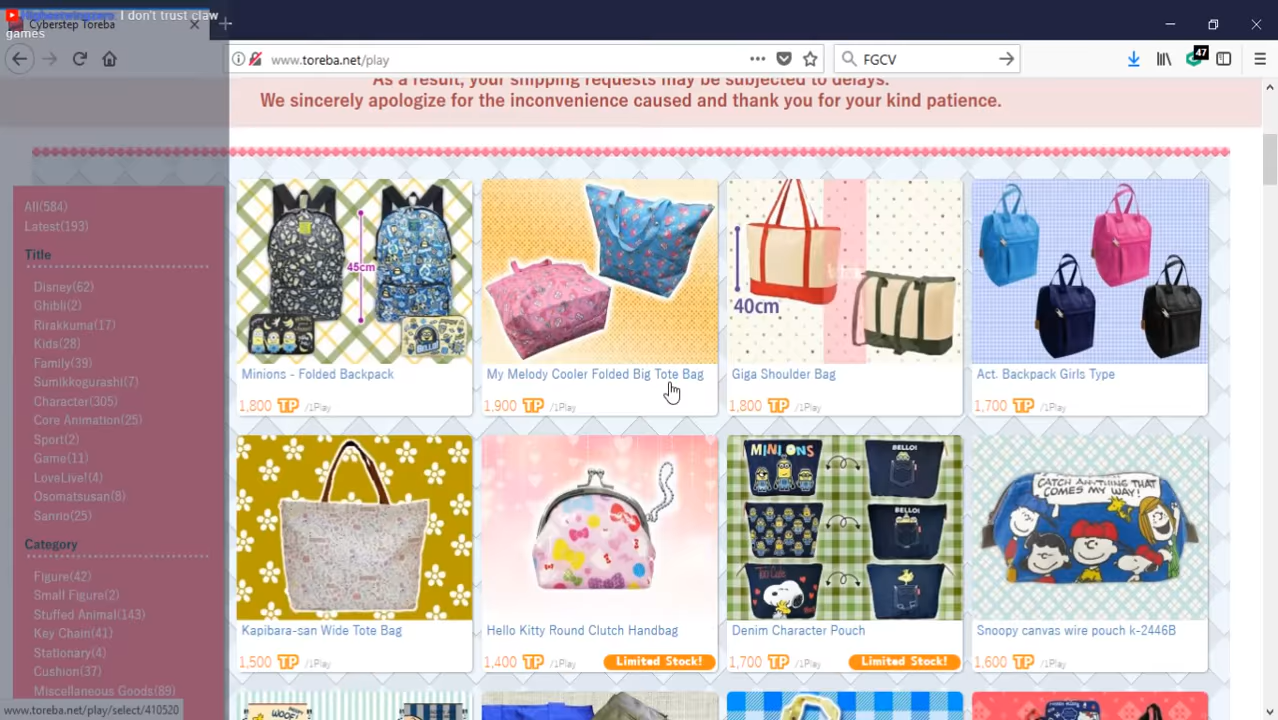 I don't trust claw
games
Cyberstep Toreba
www.toreba.net/play
FGCV
47
As a result, your shipping requests may be subjected to delays.
We sincerely apologize for the inconvenience caused and thank you for your kind patience.
All(584)
Latest(193)
Title
Disney(62)
Ghibli(2)
Rirakkuma(17)
Kids(28)
Family(39)
Sumikkogurashi(7)
Character(305)
Core Animation(25)
Sport(2)
Game(11)
LoveLive!(4)
Osomatsusan(8)
Sanrio(25)
Category
Figure(42)
Small Figure(2)
Stuffed Animal(143)
Key Chain(41)
Stationary(4)
Cushion(37)
Miscellaneous Goods(89)
45cm
BELLO!
Minions - Folded Backpack
1,800 TP /1Play
My Melody Cooler Folded Big Tote Bag
1,900 TP /1Play
40cm
Giga Shoulder Bag
1,800 TP /1Play
Act. Backpack Girls Type
1,700 TP /1Play
Kapibara-san Wide Tote Bag
1,500 TP /1Play
Hello Kitty Round Clutch Handbag
1,400 TP /1Play Limited Stock!
MINIONS
BELLO!
Denim Character Pouch
1,700 TP /1Play Limited Stock!
CATCH ANYTHING THAT
COMES MY WAY!
Snoopy canvas wire pouch k-2446B
1,600 TP /1Play
WOOF!
www.toreba.net/play/select/410520